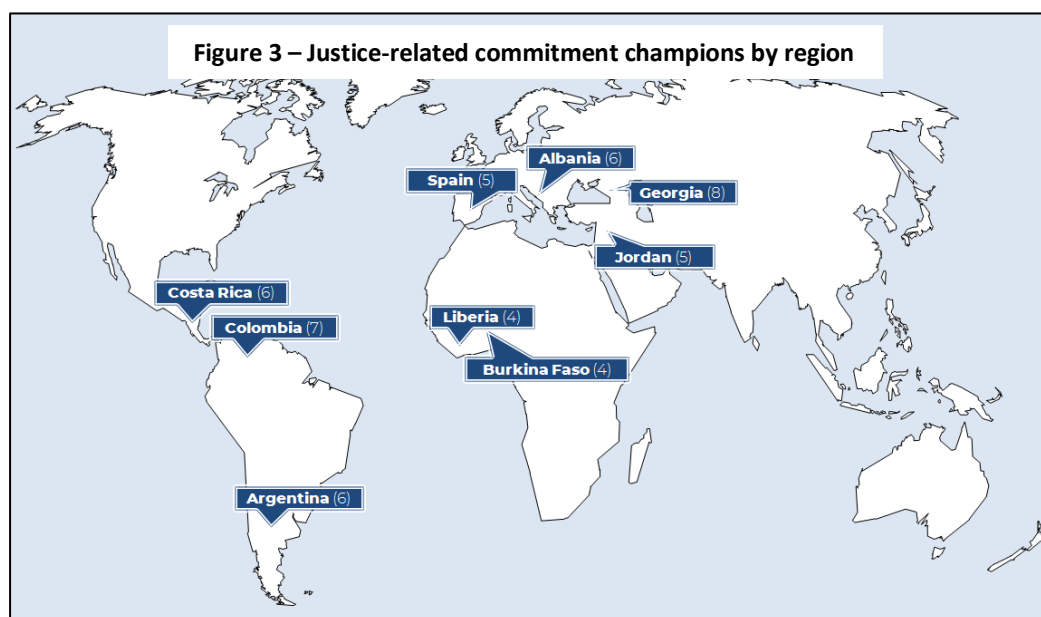 Figure 3 – Justice-related commitment champions by region
Albania (6)
Spain (5)
Georgia (8)
Jordan (5)
Costa Rica (6)
Colombia (7)
Liberia (4)
Burkina Faso (4)
Argentina (6)